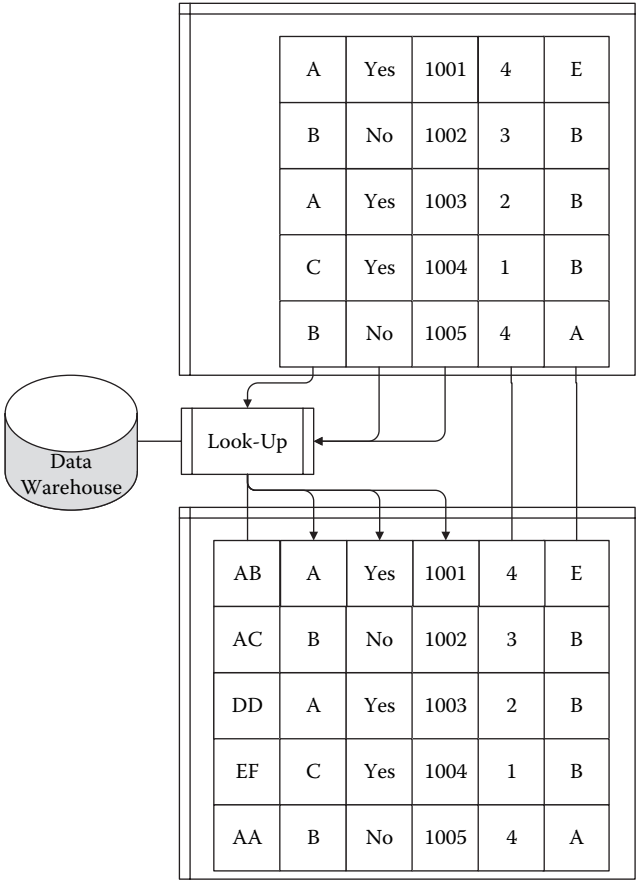 A Yes 1001 4 E
B No 1002 3 B
A Yes 1003 2 B
C Yes 1004 1 B
B No 1005 4 A
Look-Up
Data
Warehouse
AB A Yes 1001 4 E
AC B No 1002 3 B
DD A Yes 1003 2 B
EF C Yes 1004 1 B
AA B No 1005 4 A